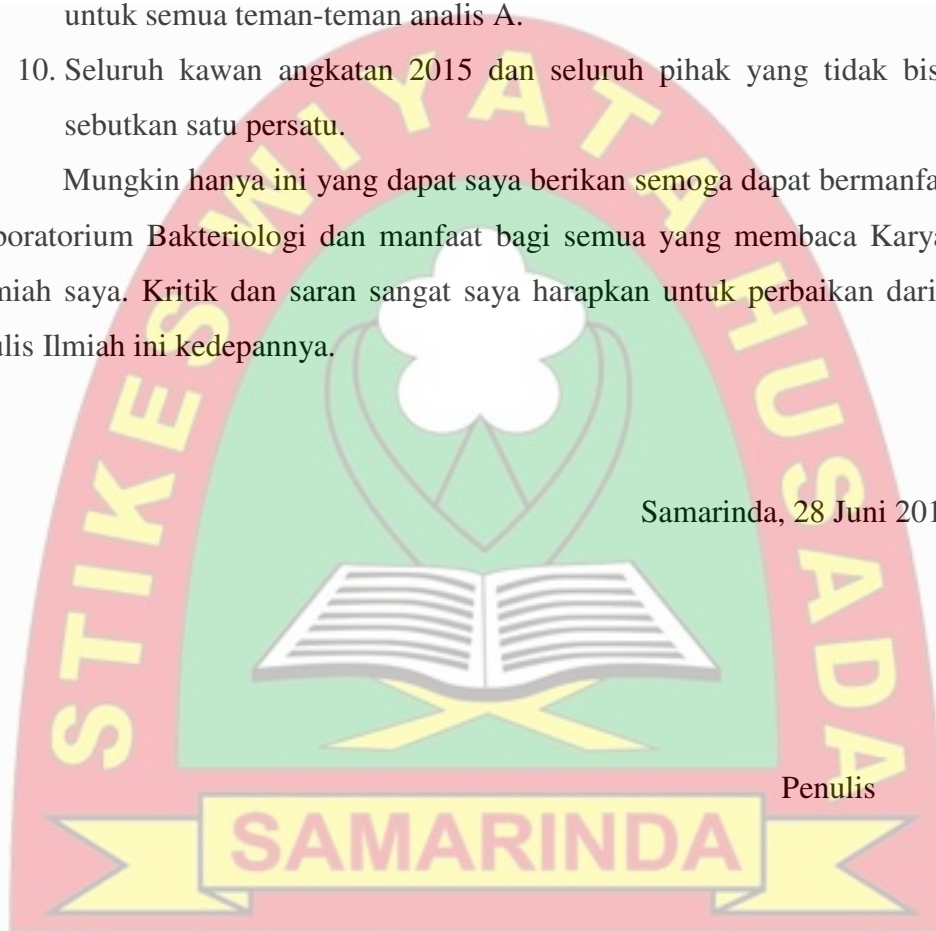 untuk semua teman-teman analis A.
10. Seluruh kawan angkatan 2015 dan seluruh pihak yang tidak bis
sebutkan satu persatu.
Mungkin hanya ini yang dapat saya berikan semoga dapat bermanfa
boratorium Bakteriologi dan manfaat bagi semua yang membaca Karya
miah saya. Kritik dan saran sangat saya harapkan untuk perbaikan dari
ulis Ilmiah ini kedepannya.
Samarinda, 28 Juni 201
Penulis
STIKES WIYATA HUSADA
SAMARINDA